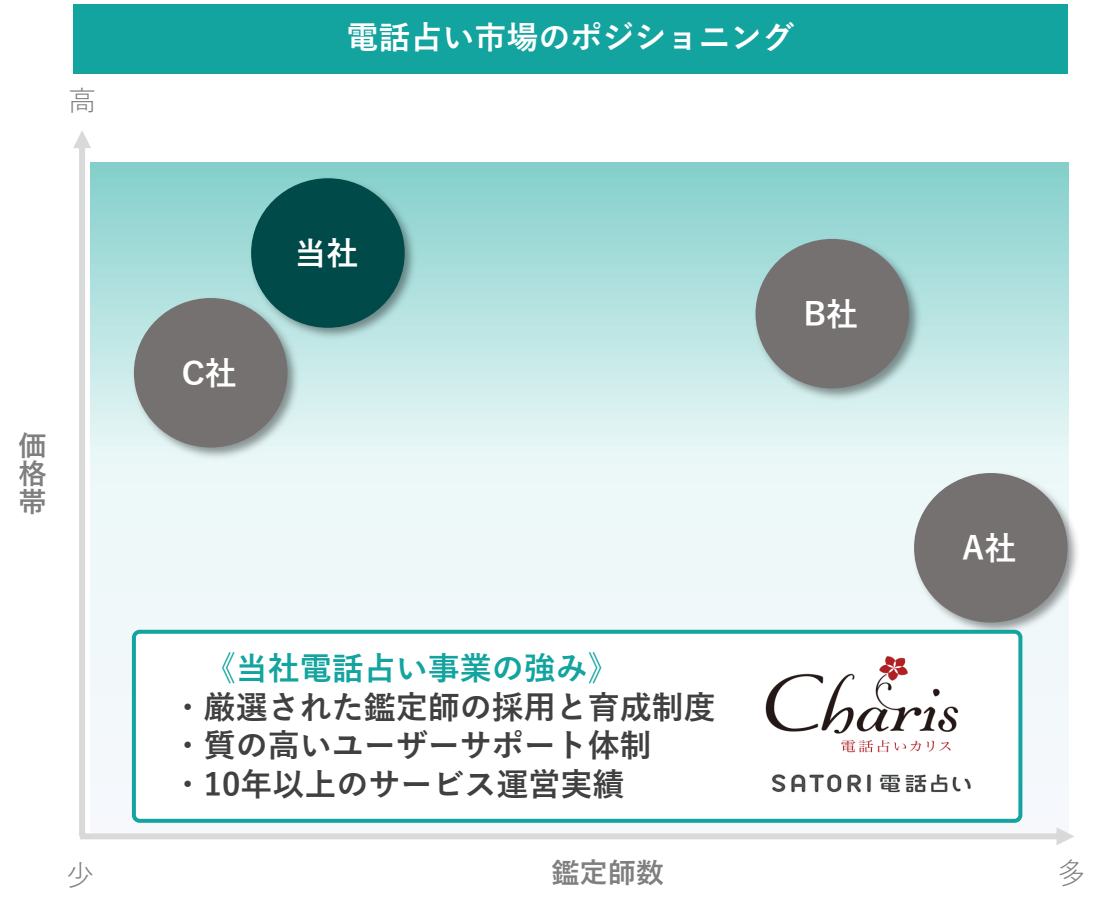 電話占い市場のポジショニング
高
当社
B社
C社
価格帯
A社
《当社電話占い事業の強み》
・厳選された鑑定師の採用と育成制度
・質の高いユーザーサポート体制
・10年以上のサービス運営実績
Charis
電話占いカリス
SATORI電話占い
少
鑑定師数
多